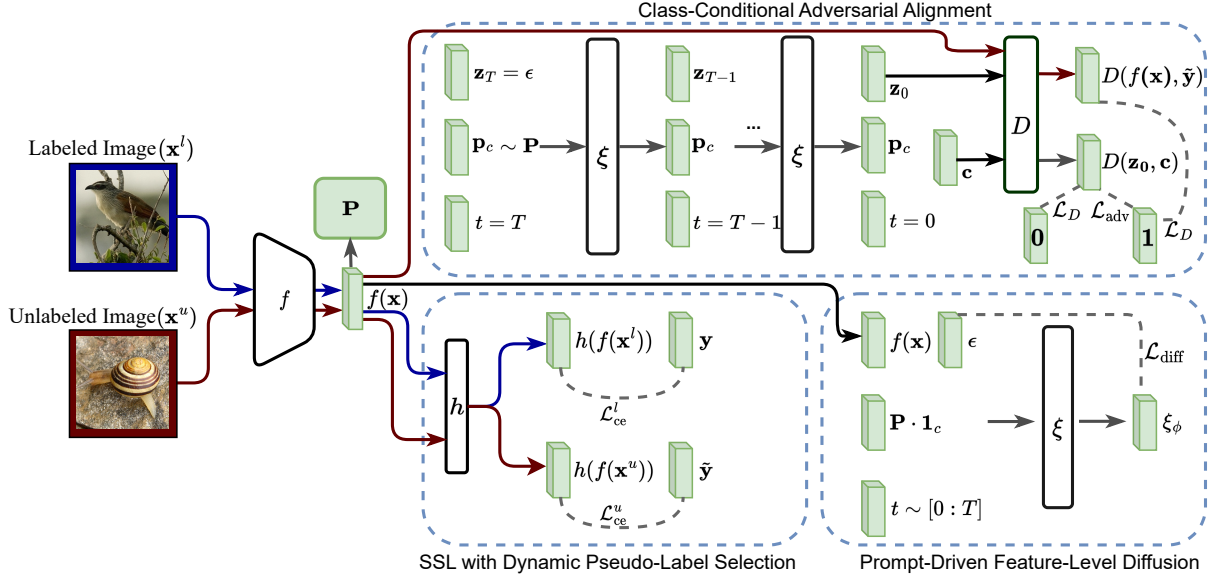 Class-Conditional Adversarial Alignment
z_T = ϵ
z_{T−1}
z_0
D(f(x), ỹ)
p_c ∼ P
ξ
p_c
...
ξ
p_c
c
D
D(z_0, c)
t = T
t = T − 1
t = 0
L_D
L_adv
L_D
0
1
Labeled Image(x^l)
P
f
f(x)
Unlabeled Image(x^u)
h
h(f(x^l))
y
L^l_ce
h(f(x^u))
ỹ
L^u_ce
SSL with Dynamic Pseudo-Label Selection
f(x)
ϵ
L_diff
P · 1_c
ξ
ξ_ϕ
t ∼ [0 : T]
Prompt-Driven Feature-Level Diffusion